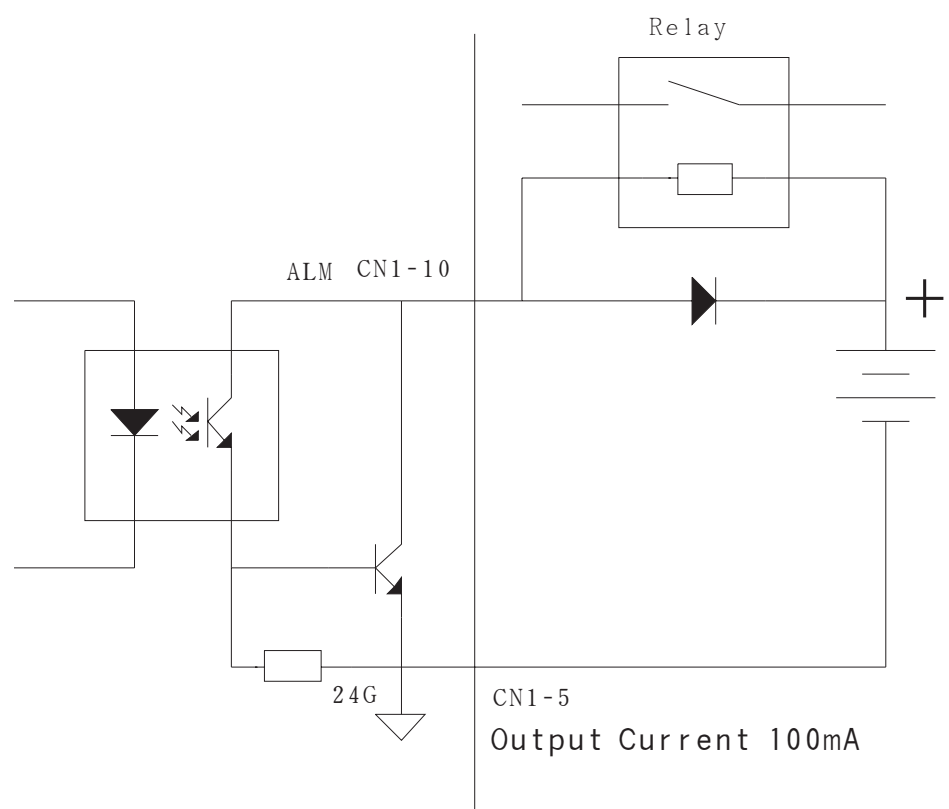 Relay
ALM CN1-10
+
24G
CN1-5
Output Current 100mA